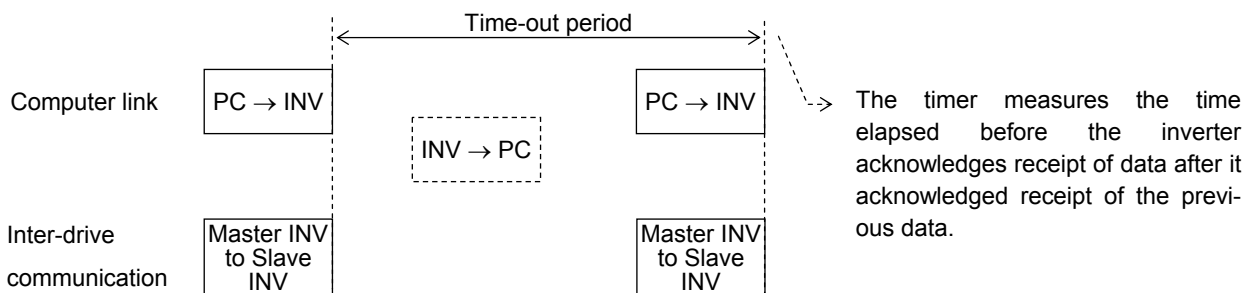 Time-out period
Computer link
PC → INV
PC → INV
INV → PC
The timer measures the time
elapsed before the inverter
acknowledges receipt of data after it
acknowledged receipt of the previ-
ous data.
Inter-drive
communication
Master INV
to Slave
INV
Master INV
to Slave
INV